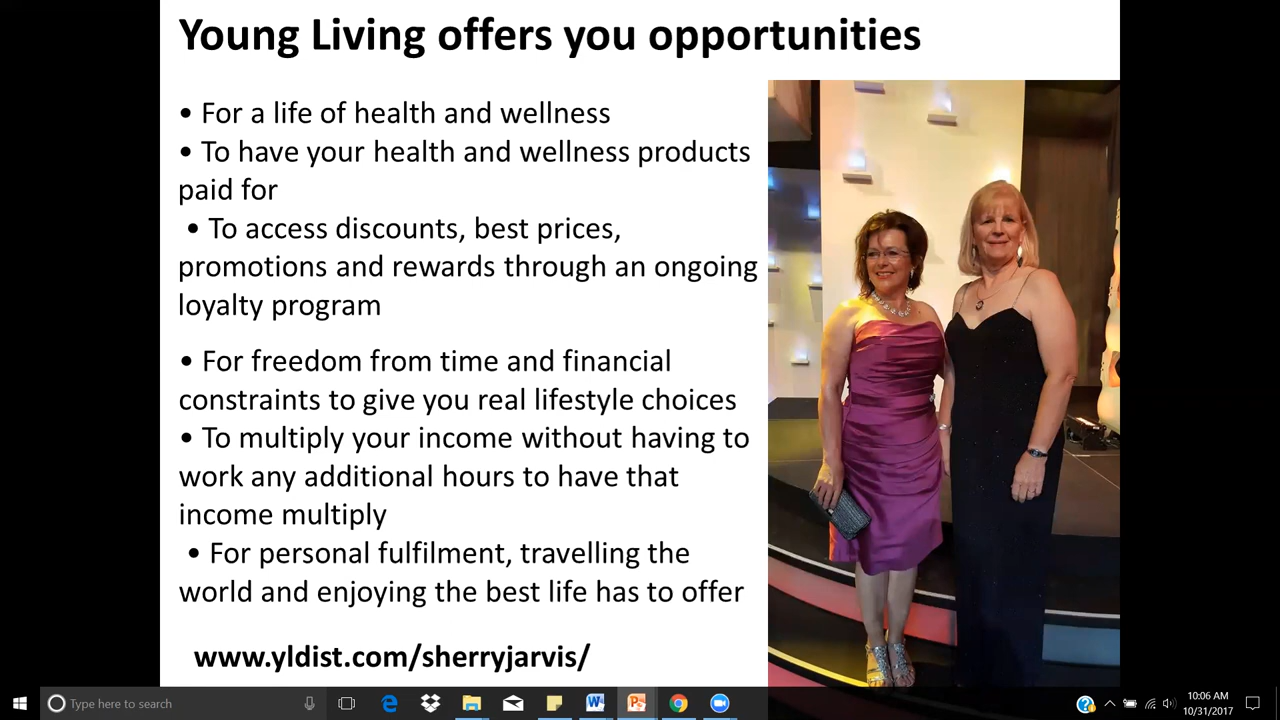 Young Living offers you opportunities
• For a life of health and wellness
• To have your health and wellness products
paid for
• To access discounts, best prices,
promotions and rewards through an ongoing
loyalty program
• For freedom from time and financial
constraints to give you real lifestyle choices
• To multiply your income without having to
work any additional hours to have that
income multiply
• For personal fulfilment, travelling the
world and enjoying the best life has to offer
www.yldist.com/sherryjarvis/
Type here to search
10:06 AM
10/31/2017